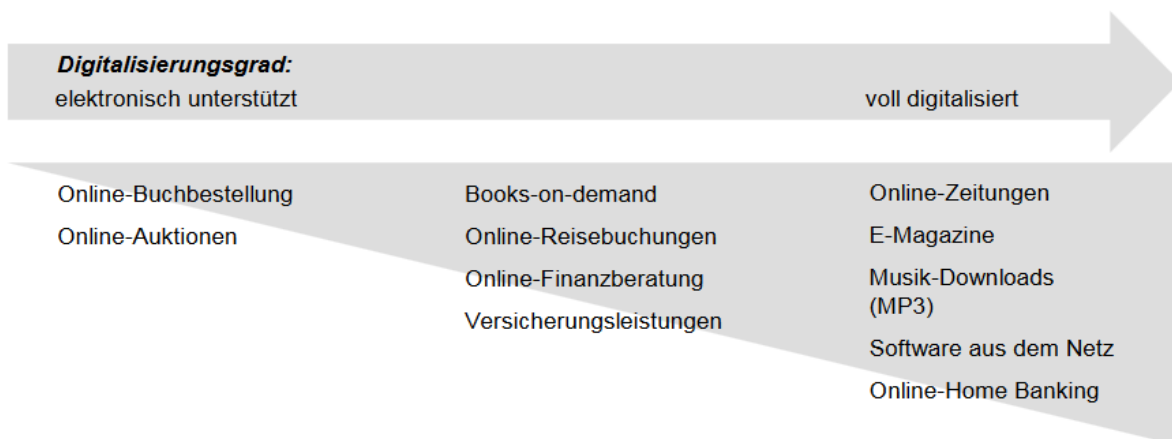 Digitalisierungsgrad:
elektronisch unterstützt
voll digitalisiert
Online-Buchbestellung
Online-Auktionen
Books-on-demand
Online-Reisebuchungen
Online-Finanzberatung
Versicherungsleistungen
Online-Zeitungen
E-Magazine
Musik-Downloads
(MP3)
Software aus dem Netz
Online-Home Banking